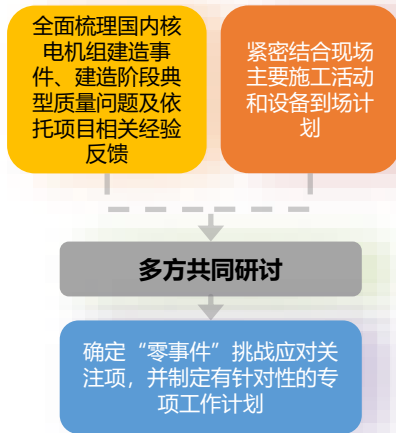 全面梳理国内核
电机组建造事
件、建造阶段典
型质量问题及依
托项目相关经验
反馈
紧密结合现场
主要施工活动
和设备到场计
划
多方共同研讨
确定“零事件”挑战应对关
注项，并制定有针对性的专
项工作计划